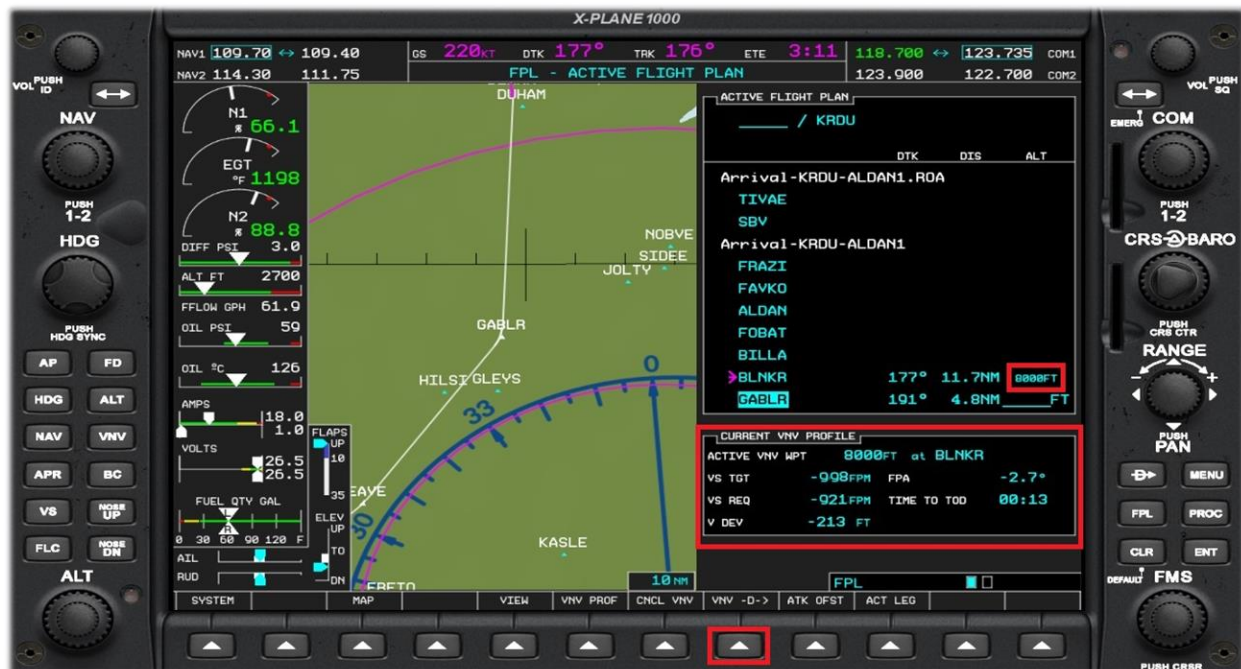 X-PLANE 1000
NAV1 109.70 ↔ 109.40 GS 220KT DTK 177° TRK 176° ETE 3:11 118.700 ↔ 123.735 COM1
NAV2 114.30 111.75 FPL - ACTIVE FLIGHT PLAN 123.900 122.700 COM2
VOL PUSH ID
NAV
PUSH 1-2
HDG
PUSH HDG SYNC
AP FD
HDG ALT
NAV VNV
APR BC
VS NOSE UP
FLC NOSE DN
ALT
N1 % 66.1
EGT °F 1198
N2 % 88.8
DIFF PSI 3.0
ALT FT 2700
FFLOW GPH 61.9
OIL PSI 59
OIL ºC 126
AMPS
18.0
1.0
VOLTS
26.5
26.5
FUEL QTY GAL
L
R
0 30 60 90 120 F
AIL
RUD
FLAPS
UP
10
35
ELEV
UP
TO
DN
DUHAM
NOBVE
SIDEE
JOLTY
GABLR
HILSI GLEYS
0
33
30
EAVE
KASLE
10 NM
ACTIVE FLIGHT PLAN
_____ / KRDU
DTK DIS ALT
Arrival-KRDU-ALDAN1.ROA
TIVAE
SBV
Arrival-KRDU-ALDAN1
FRAZI
FAVKO
ALDAN
FOBAT
BILLA
BLNKR 177° 11.7NM 8000FT
GABLR 191° 4.8NM _____FT
CURRENT VNV PROFILE
ACTIVE VNV WPT 8000FT at BLNKR
VS TGT -998FPM FPA -2.7°
VS REQ -921FPM TIME TO TOD 00:13
V DEV -213 FT
FPL
SYSTEM MAP VIEW VNV PROF CNCL VNV VNV -D-> ATK OFST ACT LEG
VOL PUSH SQ
EMERG COM
PUSH 1-2
CRS BARO
PUSH CRS CTR
RANGE
- +
PUSH PAN
D MENU
FPL PROC
CLR ENT
DEFAULT FMS
PUSH CRSR